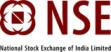 NSE
National Stock Exchange of India Limited